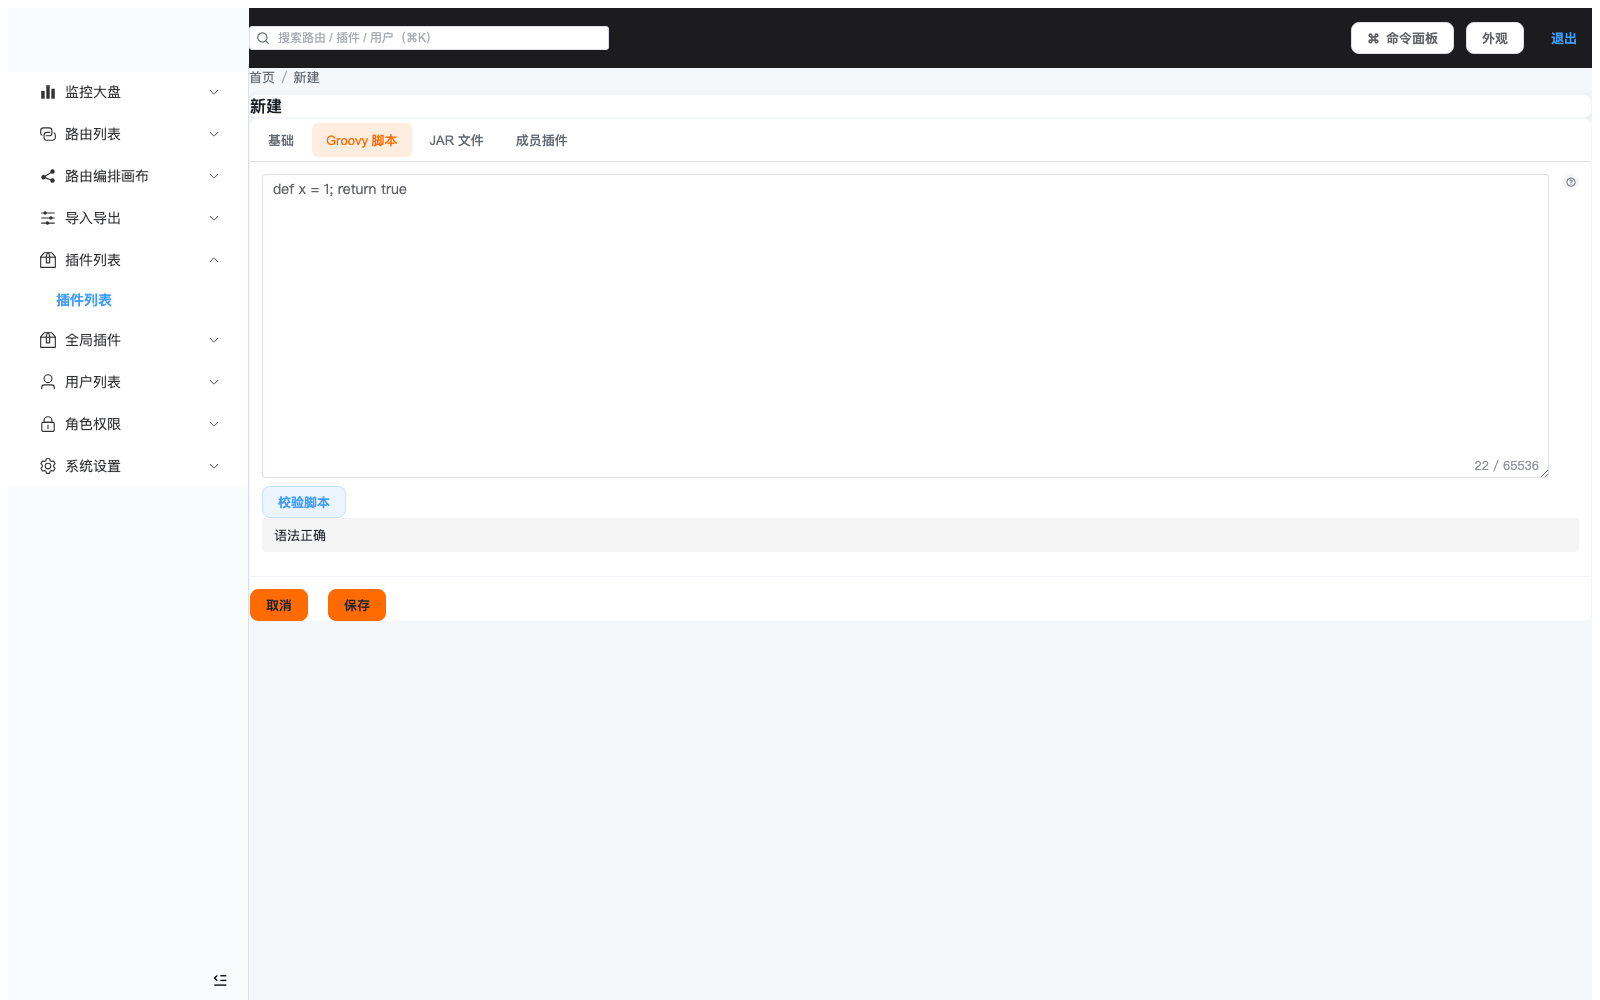 搜索路由 / 插件 / 用户（⌘K）
⌘ 命令面板
外观
退出
监控大盘
路由列表
路由编排画布
导入导出
插件列表
插件列表
全局插件
用户列表
角色权限
系统设置
首页 / 新建
新建
基础
Groovy 脚本
JAR 文件
成员插件
def x = 1; return true
22 / 65536
校验脚本
语法正确
取消
保存